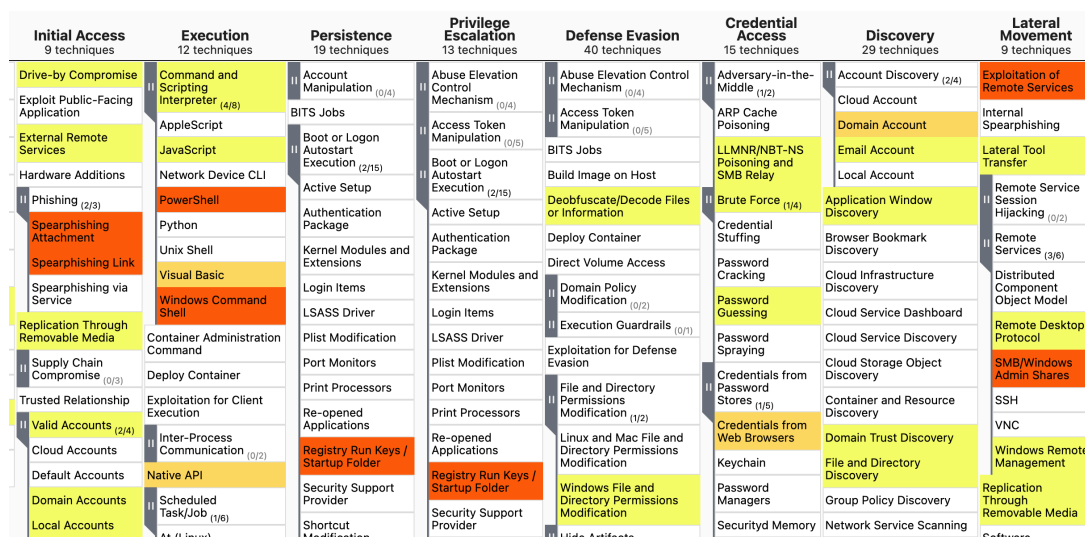 Initial Access
9 techniques
Drive-by Compromise
Exploit Public-Facing
Application
External Remote
Services
Hardware Additions
Phishing (2/3)
Spearphishing
Attachment
Spearphishing Link
Spearphishing via
Service
Replication Through
Removable Media
Supply Chain
Compromise (0/3)
Trusted Relationship
Valid Accounts (2/4)
Cloud Accounts
Default Accounts
Domain Accounts
Local Accounts
Execution
12 techniques
Command and
Scripting
Interpreter (4/8)
AppleScript
JavaScript
Network Device CLI
PowerShell
Python
Unix Shell
Visual Basic
Windows Command
Shell
Container Administration
Command
Deploy Container
Exploitation for Client
Execution
Inter-Process
Communication (0/2)
Native API
Scheduled
Task/Job (1/6)
At (Linux)
Persistence
19 techniques
Account
Manipulation (0/4)
BITS Jobs
Boot or Logon
Autostart
Execution (2/15)
Active Setup
Authentication
Package
Kernel Modules and
Extensions
Login Items
LSASS Driver
Plist Modification
Port Monitors
Print Processors
Re-opened
Applications
Registry Run Keys /
Startup Folder
Security Support
Provider
Shortcut
Modification
Privilege
Escalation
13 techniques
Abuse Elevation
Control
Mechanism (0/4)
Access Token
Manipulation (0/5)
Boot or Logon
Autostart
Execution (2/15)
Active Setup
Authentication
Package
Kernel Modules and
Extensions
Login Items
LSASS Driver
Plist Modification
Port Monitors
Print Processors
Re-opened
Applications
Registry Run Keys /
Startup Folder
Security Support
Provider
Defense Evasion
40 techniques
Abuse Elevation Control
Mechanism (0/4)
Access Token
Manipulation (0/5)
BITS Jobs
Build Image on Host
Deobfuscate/Decode Files
or Information
Deploy Container
Direct Volume Access
Domain Policy
Modification (0/2)
Execution Guardrails (0/1)
Exploitation for Defense
Evasion
File and Directory
Permissions
Modification (1/2)
Linux and Mac File and
Directory Permissions
Modification
Windows File and
Directory Permissions
Modification
Hide Artifacts
Credential
Access
15 techniques
Adversary-in-the-
Middle (1/2)
ARP Cache
Poisoning
LLMNR/NBT-NS
Poisoning and
SMB Relay
Brute Force (1/4)
Credential
Stuffing
Password
Cracking
Password
Guessing
Password
Spraying
Credentials from
Password
Stores (1/5)
Credentials from
Web Browsers
Keychain
Password
Managers
Securityd Memory
Discovery
29 techniques
Account Discovery (2/4)
Cloud Account
Domain Account
Email Account
Local Account
Application Window
Discovery
Browser Bookmark
Discovery
Cloud Infrastructure
Discovery
Cloud Service Dashboard
Cloud Service Discovery
Cloud Storage Object
Discovery
Container and Resource
Discovery
Domain Trust Discovery
File and Directory
Discovery
Group Policy Discovery
Network Service Scanning
Lateral
Movement
9 techniques
Exploitation of
Remote Services
Internal
Spearphishing
Lateral Tool
Transfer
Remote Service
Session
Hijacking (0/2)
Remote
Services (3/6)
Distributed
Component
Object Model
Remote Desktop
Protocol
SMB/Windows
Admin Shares
SSH
VNC
Windows Remote
Management
Replication
Through
Removable Media
Software